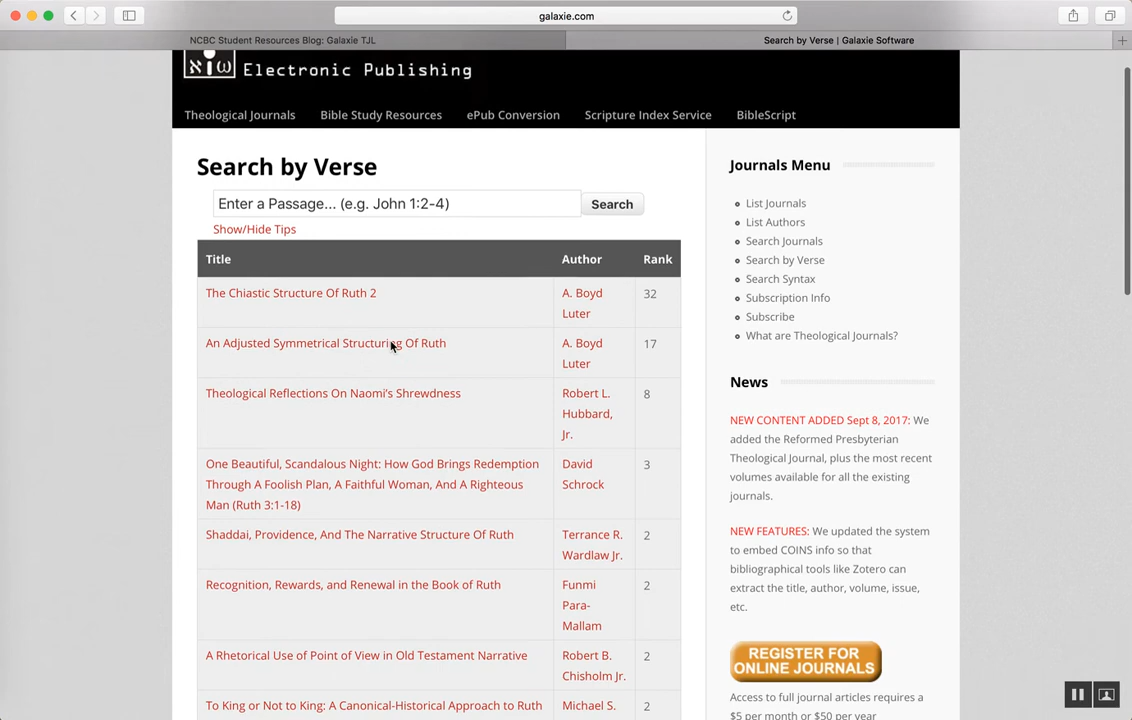 galaxie.com
NCBC Student Resources Blog: Galaxie TJL
Search by Verse | Galaxie Software
Electronic Publishing
Theological Journals
Bible Study Resources
ePub Conversion
Scripture Index Service
BibleScript
Search by Verse
Enter a Passage... (e.g. John 1:2-4)
Search
Show/Hide Tips
Title
Author
Rank
The Chiastic Structure Of Ruth 2
A. Boyd
Luter
32
An Adjusted Symmetrical Structuring Of Ruth
A. Boyd
Luter
17
Theological Reflections On Naomi's Shrewdness
Robert L.
Hubbard,
Jr.
8
One Beautiful, Scandalous Night: How God Brings Redemption
Through A Foolish Plan, A Faithful Woman, And A Righteous
Man (Ruth 3:1-18)
David
Schrock
3
Shaddai, Providence, And The Narrative Structure Of Ruth
Terrance R.
Wardlaw Jr.
2
Recognition, Rewards, and Renewal in the Book of Ruth
Funmi
Para-
Mallam
2
A Rhetorical Use of Point of View in Old Testament Narrative
Robert B.
Chisholm Jr.
2
To King or Not to King: A Canonical-Historical Approach to Ruth
Michael S.
2
Journals Menu
List Journals
List Authors
Search Journals
Search by Verse
Search Syntax
Subscription Info
Subscribe
What are Theological Journals?
News
NEW CONTENT ADDED Sept 8, 2017: We
added the Reformed Presbyterian
Theological Journal, plus the most recent
volumes available for all the existing
journals.
NEW FEATURES: We updated the system
to embed COINS info so that
bibliographical tools like Zotero can
extract the title, author, volume, issue,
etc.
REGISTER FOR
ONLINE JOURNALS
Access to full journal articles requires a
$5 per month or $50 per year